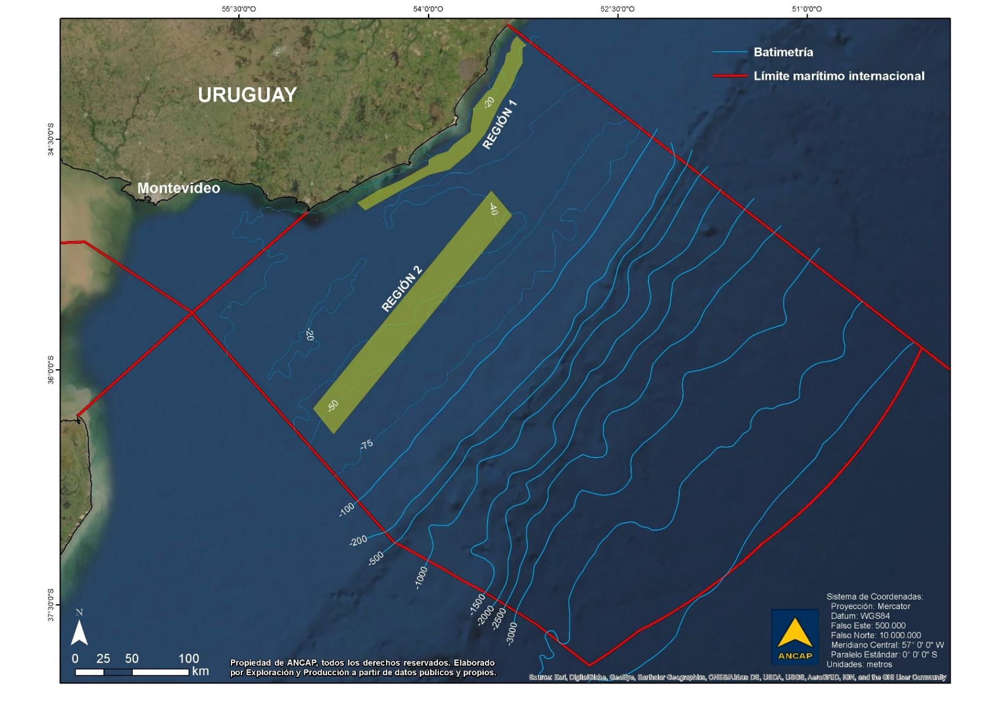 55°30'0"O
54°0'0"O
52°30'0"O
51°0'0"O
Batimetría
Límite marítimo internacional
URUGUAY
-20
REGIÓN 1
34°30'0"S
Montevideo
-40
REGIÓN 2
-20
36°0'0"S
-50
-75
-100
-200
-500
-1000
-1500
-2000
-2500
-3000
37°30'0"S
N
0 25 50 100
km
Propiedad de ANCAP, todos los derechos reservados. Elaborado
por Exploración y Producción a partir de datos públicos y propios.
ANCAP
Sistema de Coordenadas:
Proyección: Mercator
Datum: WGS84
Falso Este: 500.000
Falso Norte: 10.000.000
Meridiano Central: 57° 0' 0" W
Paralelo Estándar: 0° 0' 0" S
Unidades: metros
Source: Esri, DigitalGlobe, GeoEye, Earthstar Geographics, CNES/Airbus DS, USDA, USGS, AeroGRID, IGN, and the GIS User Community